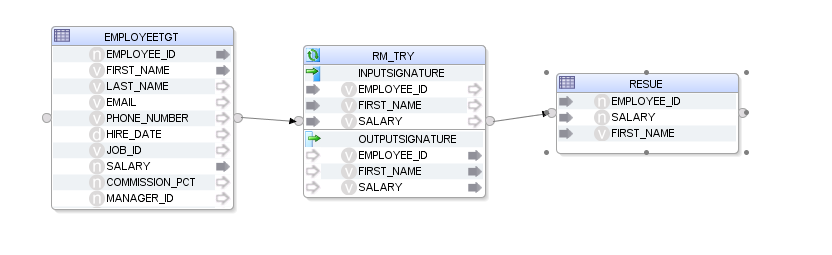 EMPLOYEETGT
n EMPLOYEE_ID
v FIRST_NAME
v LAST_NAME
v EMAIL
v PHONE_NUMBER
d HIRE_DATE
v JOB_ID
n SALARY
n COMMISSION_PCT
n MANAGER_ID
RM_TRY
INPUTSIGNATURE
v EMPLOYEE_ID
v FIRST_NAME
v SALARY
OUTPUTSIGNATURE
v EMPLOYEE_ID
v FIRST_NAME
v SALARY
RESUE
n EMPLOYEE_ID
n SALARY
v FIRST_NAME